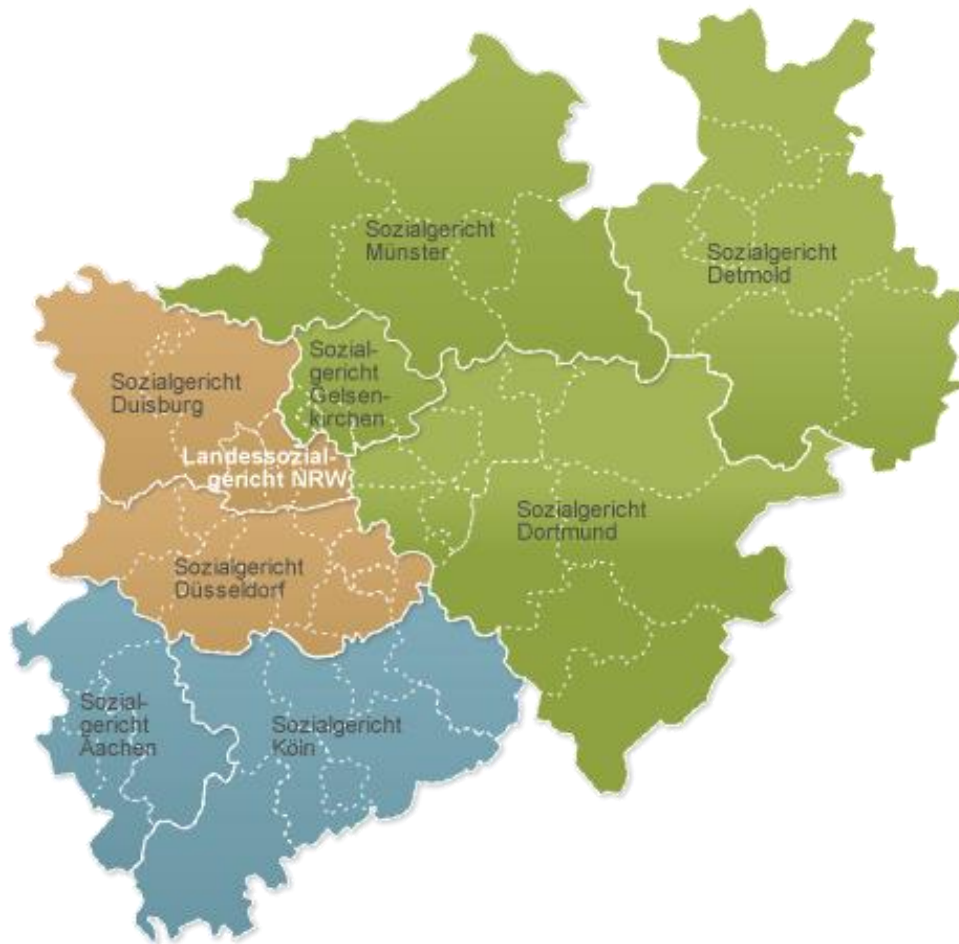 Sozialgericht
Münster
Sozialgericht
Detmold
Sozial-
gericht
Gelsen-
kirchen
Sozialgericht
Duisburg
Landessozial-
gericht NRW
Sozialgericht
Dortmund
Sozialgericht
Düsseldorf
Sozial-
gericht
Aachen
Sozialgericht
Köln